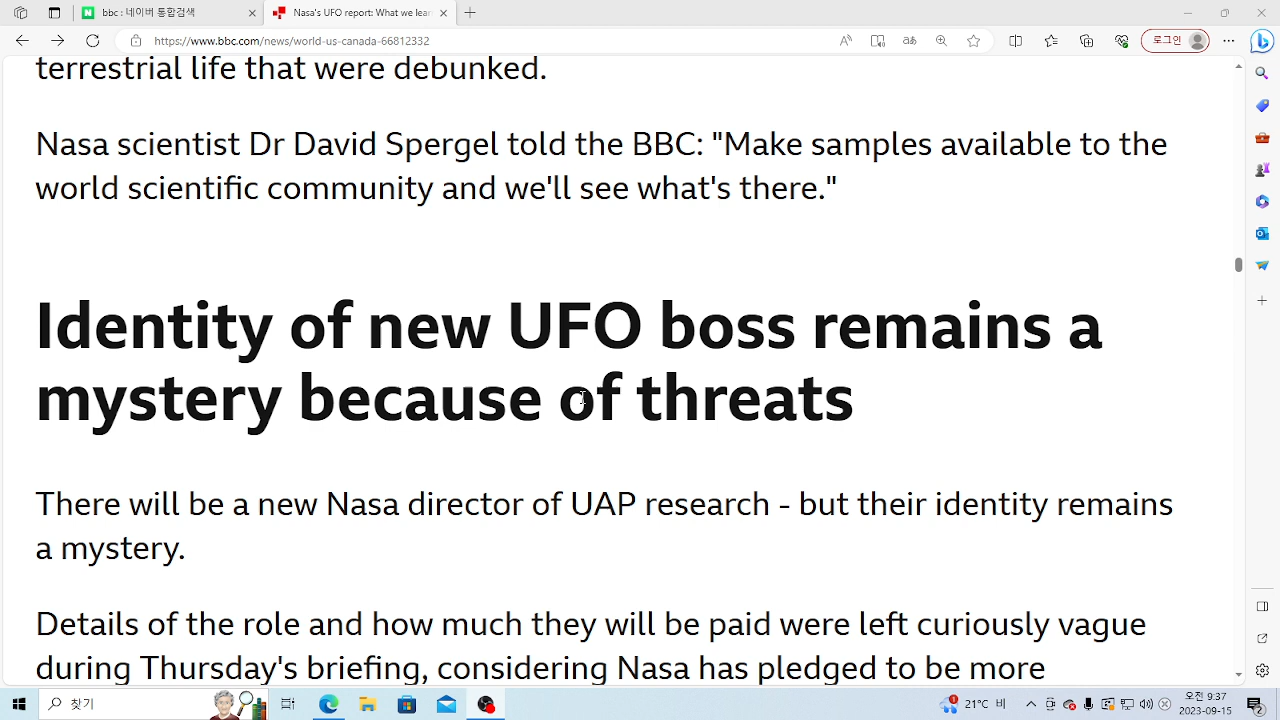 bbc : 네이버 통합검색
Nasa's UFO report: What we lear
https://www.bbc.com/news/world-us-canada-66812332
로그인
terrestrial life that were debunked.
Nasa scientist Dr David Spergel told the BBC: "Make samples available to the
world scientific community and we'll see what's there."
Identity of new UFO boss remains a
mystery because of threats
There will be a new Nasa director of UAP research - but their identity remains
a mystery.
Details of the role and how much they will be paid were left curiously vague
during Thursday's briefing, considering Nasa has pledged to be more
찾기
21°C 비
오전 9:37
2023-09-15